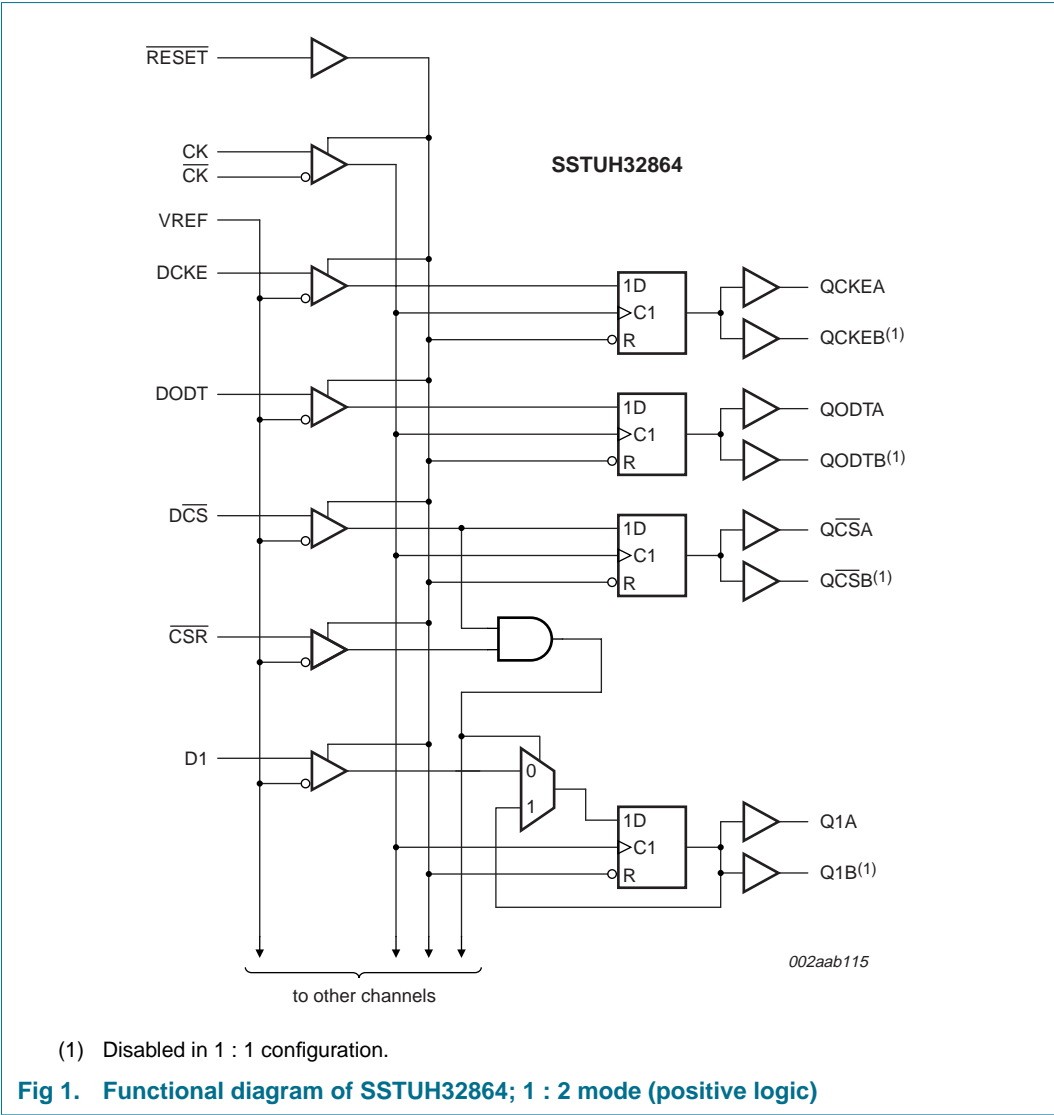 RESET
CK
CK
SSTUH32864
VREF
DCKE
1D
C1
R
QCKEA
QCKEB(1)
DODT
1D
C1
R
QODTA
QODTB(1)
DCS
1D
C1
R
QCSA
QCSB(1)
CSR
D1
0
1
1D
C1
R
Q1A
Q1B(1)
002aab115
to other channels
(1) Disabled in 1 : 1 configuration.
Fig 1. Functional diagram of SSTUH32864; 1 : 2 mode (positive logic)